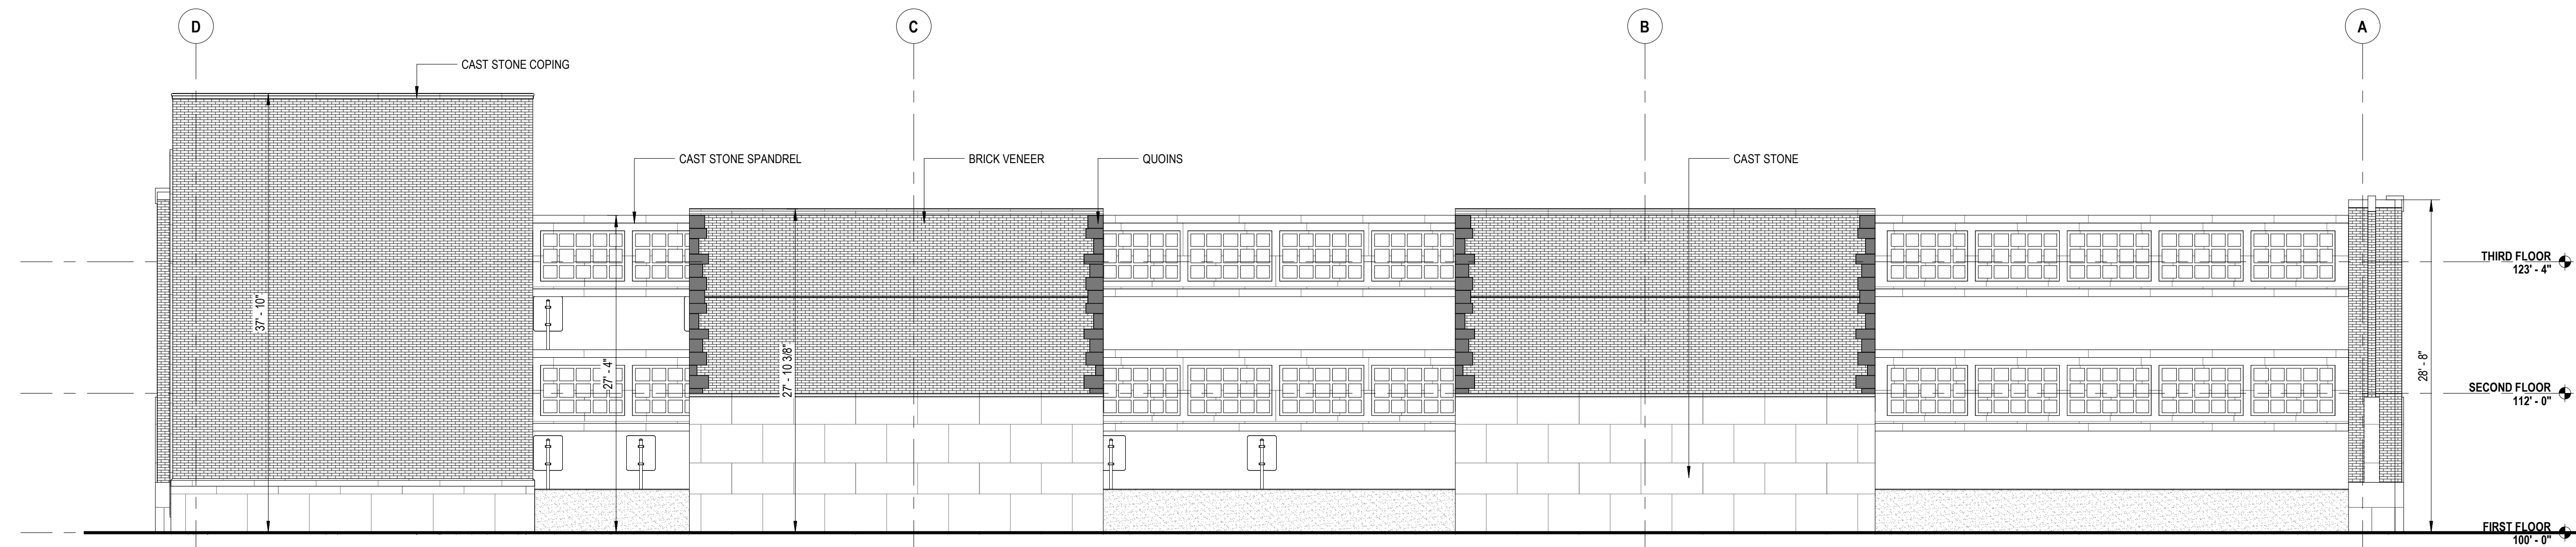 D
C
B
A
CAST STONE COPING
CAST STONE SPANDREL
BRICK VENEER
QUOINS
CAST STONE
THIRD FLOOR
123' - 4"
37' - 10"
27' - 4"
27' - 10 3/8"
28' - 8"
SECOND FLOOR
112' - 0"
FIRST FLOOR
100' - 0"